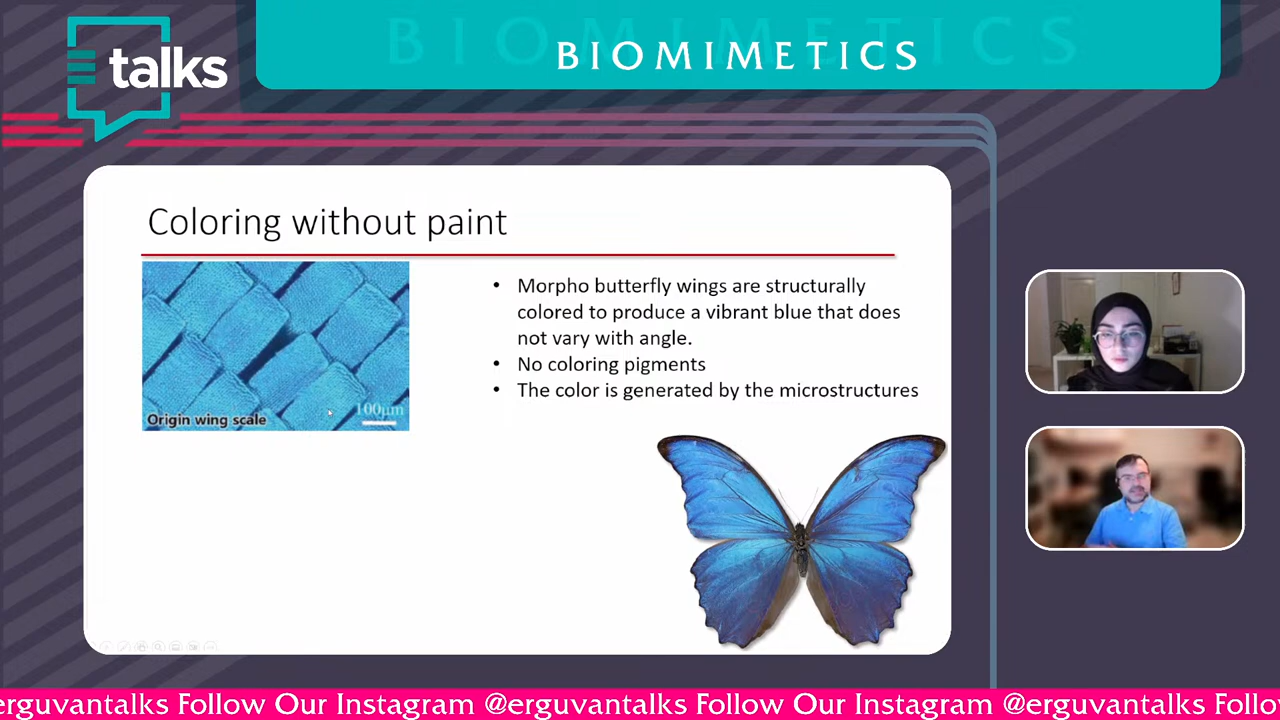 talks
BIOMIMETICS
BIOMIMETICS
Coloring without paint
Origin wing scale
100µm
• Morpho butterfly wings are structurally
colored to produce a vibrant blue that does
not vary with angle.
• No coloring pigments
• The color is generated by the microstructures
erguvantalks Follow Our Instagram @erguvantalks Follow Our Instagram @erguvantalks Follo